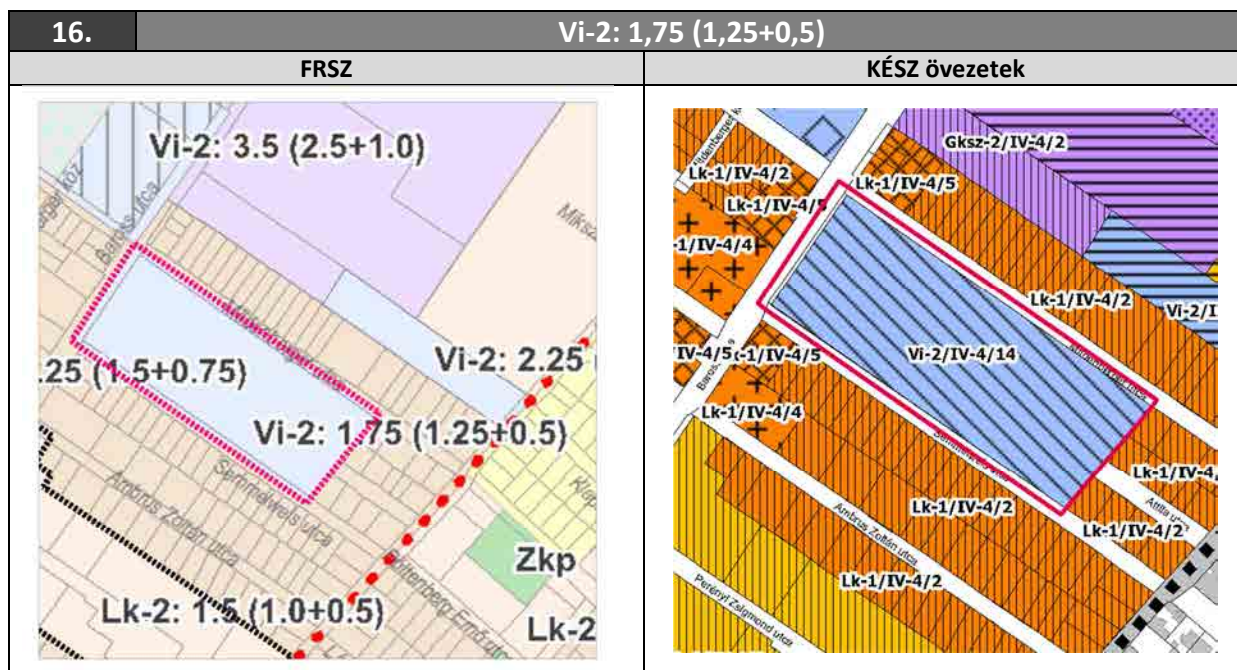 16. Vi-2: 1,75 (1,25+0,5)
FRSZ
KÉSZ övezetek
Vi-2: 3.5 (2.5+1.0)
köz
Baross utca
Miksz
.25 (1.5+0.75)
Vi-2: 2.25 (
Vi-2: 1.75 (1.25+0.5)
Semmelweis utca
Ambrus Zoltán utca
Klap
Zkp
Lk-2: 1.5 (1.0+0.5)
Lk-2
Gksz-2/IV-4/2
Lk-1/IV-4/2
Lk-1/IV-4/5
Lk-1/IV-4/5
-1/IV-4/4
Lk-1/IV-4/2
Vi-2/I
IV-4/5
-1/IV-4/5
Vi-2/IV-4/14
Lk-1/IV-4/4
Lk-1/IV-4
Attila utca
Lk-1/IV-4/2
Lk-1/IV-4/2
Ambrus Zoltán utca
Lk-1/IV-4/2
Petényi Zsigmond utca